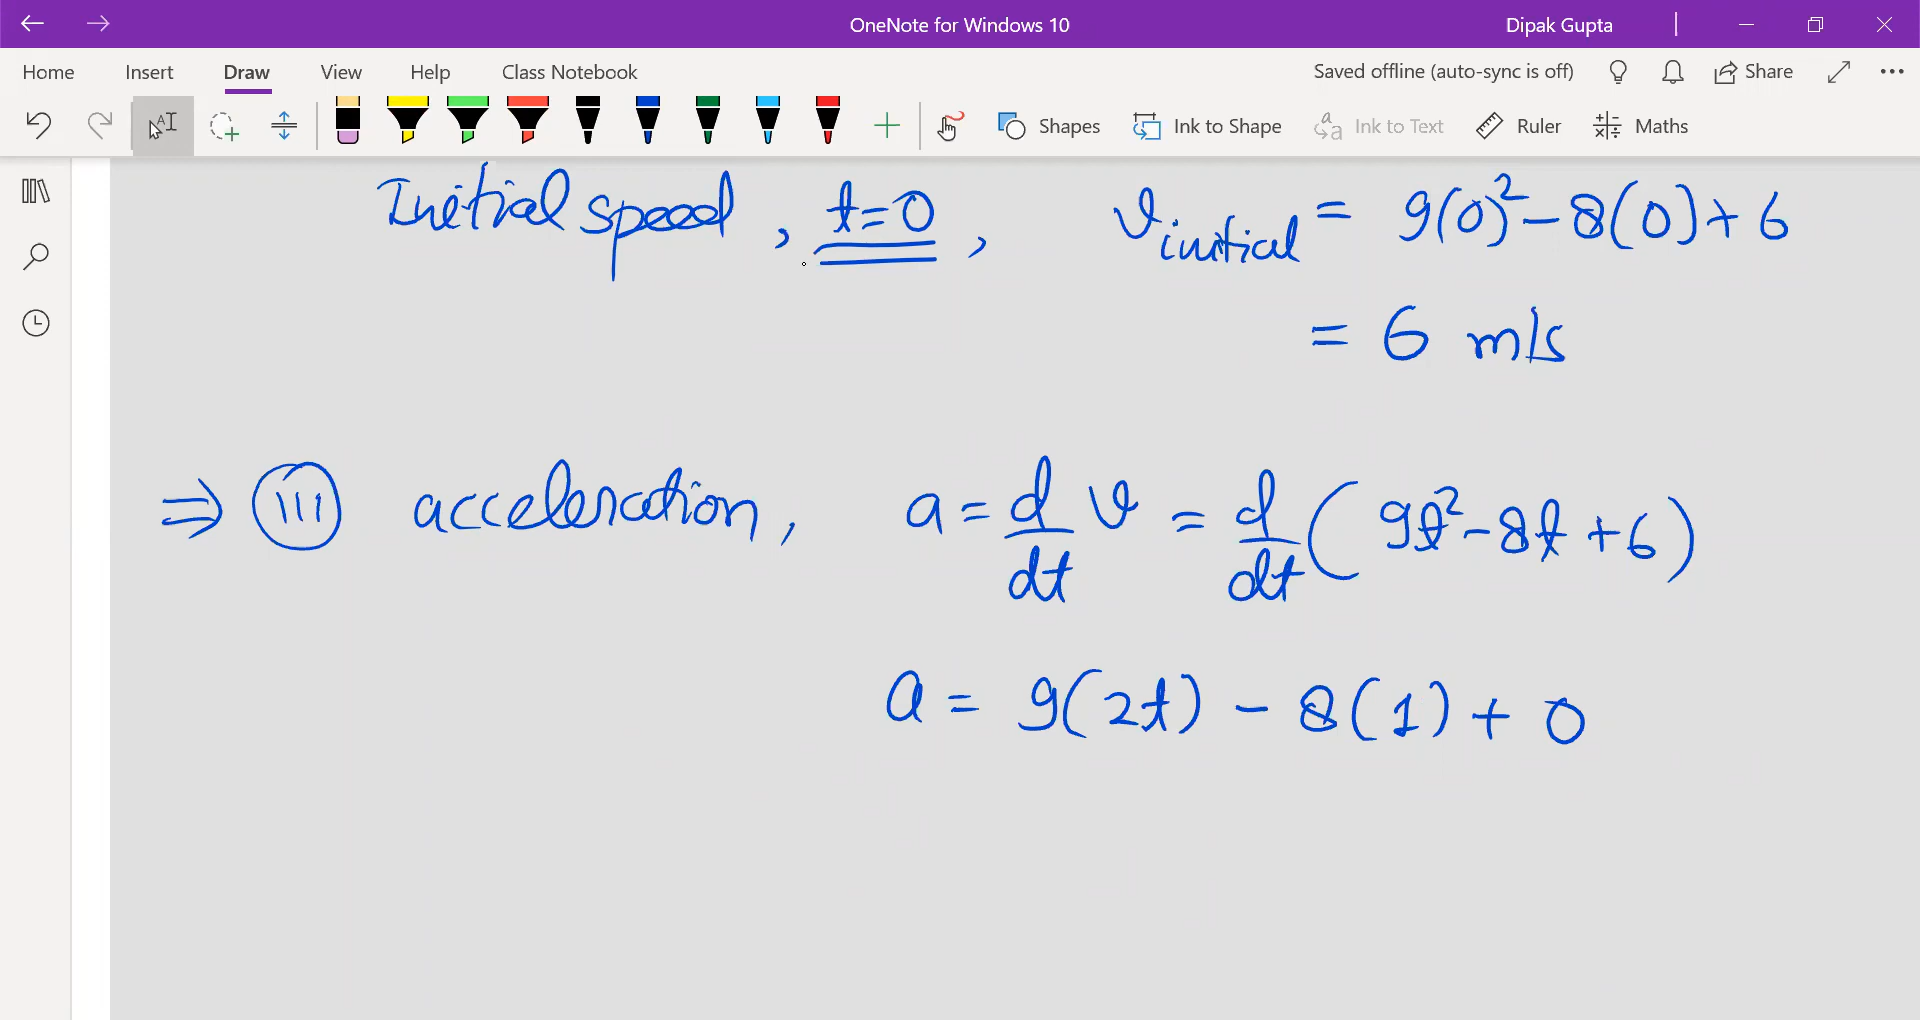 OneNote for Windows 10 Dipak Gupta
Home Insert Draw View Help Class Notebook Saved offline (auto-sync is off) Share
Shapes Ink to Shape Ink to Text Ruler Maths
Initial speed , t=0 , v initial = 9(0)² - 8(0) + 6
= 6 m/s
⇒ (iii) acceleration, a = d/dt v = d/dt (9t² - 8t + 6)
a = 9(2t) - 8(1) + 0